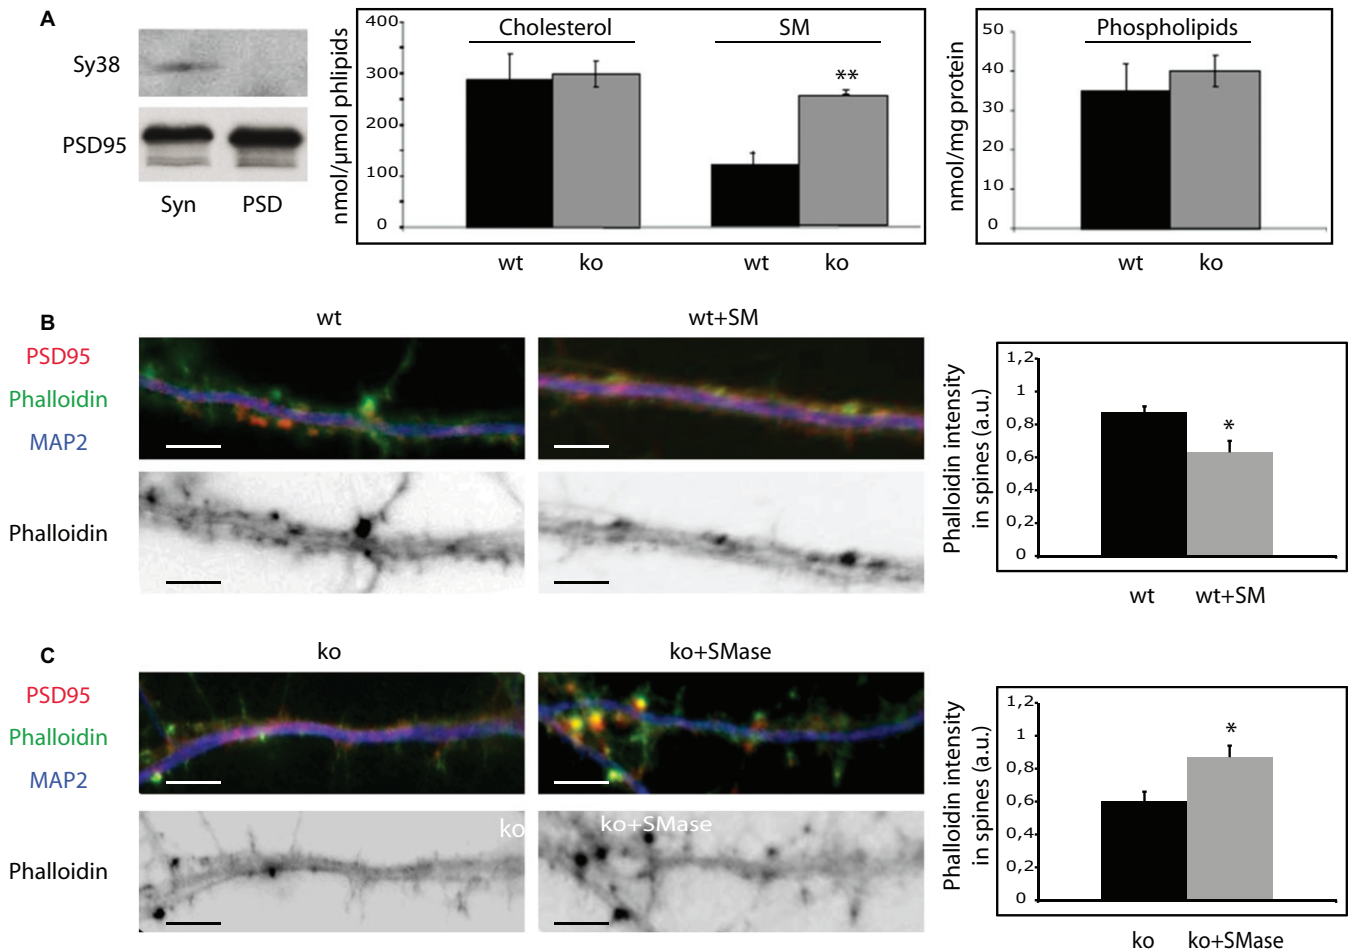 A
Sy38
PSD95
Syn PSD
nmol/µmol phlipids
400
300
200
100
0
Cholesterol
SM
**
wt ko wt ko
nmol/mg protein
50
40
30
20
10
0
Phospholipids
wt ko
B
wt wt+SM
PSD95
Phalloidin
MAP2
Phalloidin
Phalloidin intensity
in spines (a.u.)
1,2
1
0,8
0,6
0,4
0,2
0
*
wt wt+SM
C
ko ko+SMase
PSD95
Phalloidin
MAP2
Phalloidin
ko ko+SMase
Phalloidin intensity
in spines (a.u.)
1,2
1
0,8
0,6
0,4
0,2
0
*
ko ko+SMase